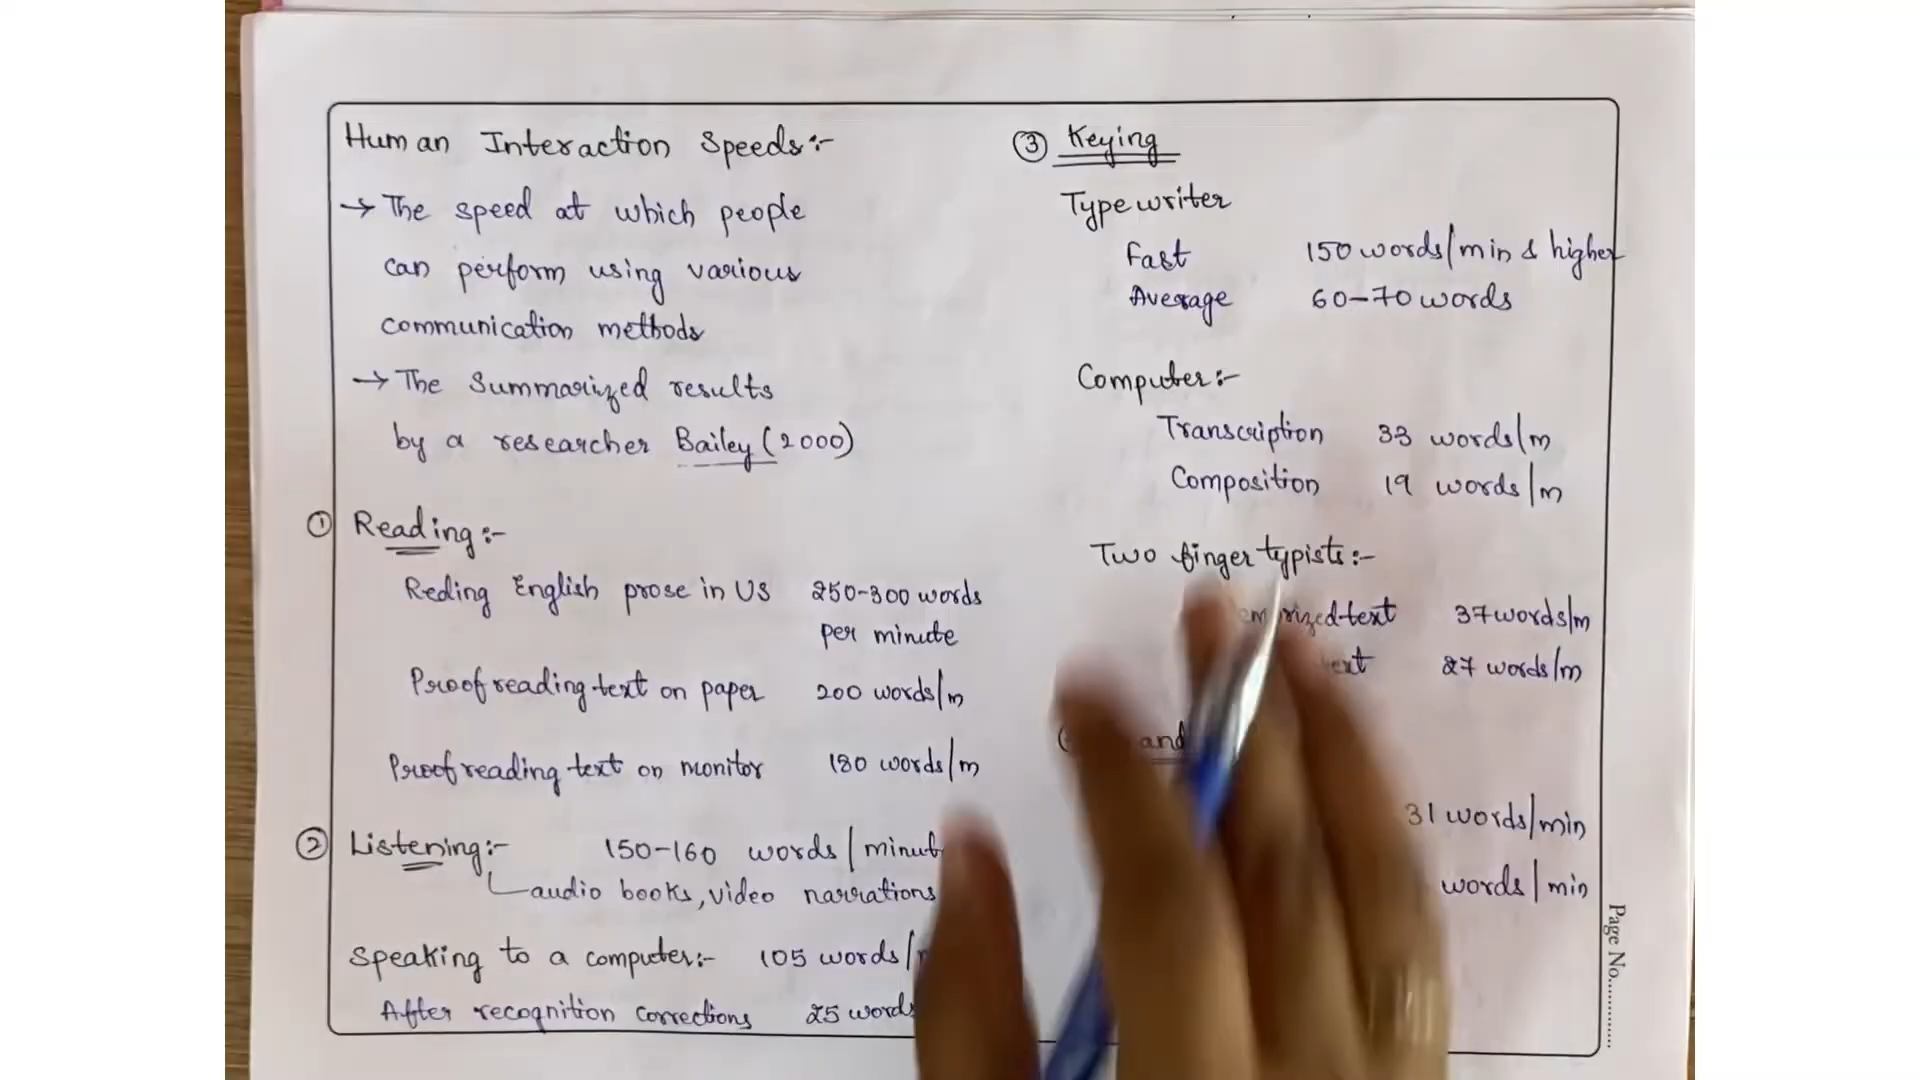 Human Interaction Speeds:-
→ The speed at which people
can perform using various
communication methods
→ The Summarized results
by a researcher Bailey (2000)
① Reading:-
Reding English prose in US 250-300 words
per minute
Proof reading text on paper 200 words/m
Proof reading text on monitor 180 words/m
② Listening:- 150-160 words/minut
audio books, video narrations
Speaking to a computer:- 105 words/
After recognition corrections 25 words
③ Keying
Typewriter
Fast 150 words/min & higher
Average 60-70 words
Computer:-
Transcription 33 words/m
Composition 19 words/m
Two finger typists:-
text 37 words/m
text 27 words/m
and
31 words/min
words/min
Page No.............